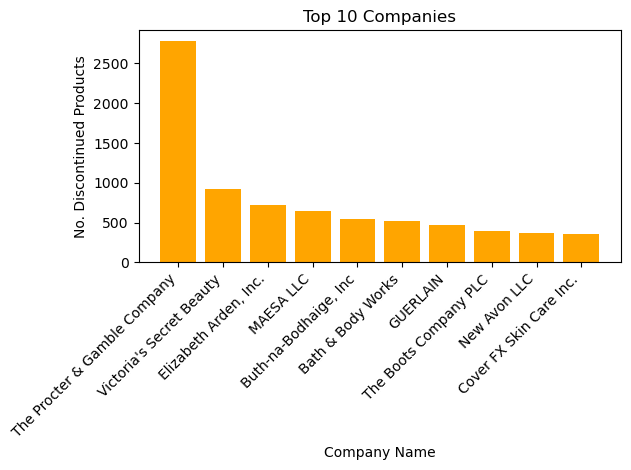 Top 10 Companies
No. Discontinued Products
2500
2000
1500
1000
500
0
The Procter & Gamble Company
Victoria's Secret Beauty
Elizabeth Arden, Inc.
MAESA LLC
Buth-na-Bodhaige, Inc
Bath & Body Works
GUERLAIN
The Boots Company PLC
New Avon LLC
Cover FX Skin Care Inc.
Company Name